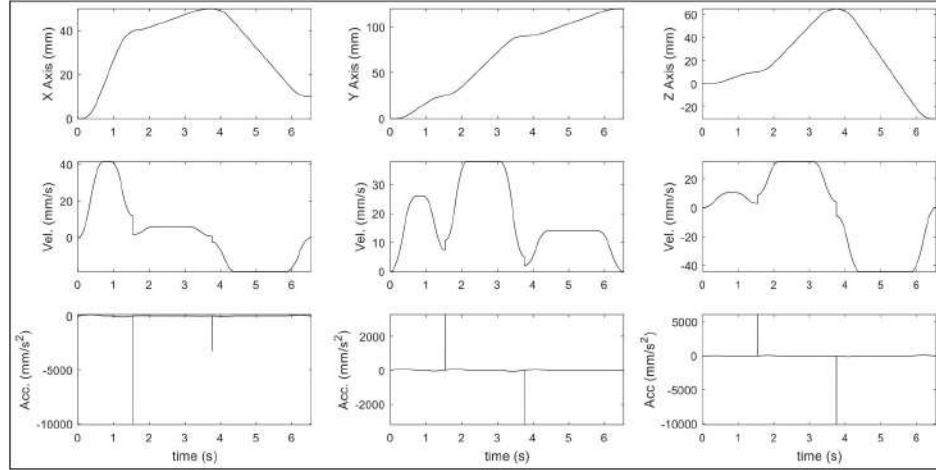 X Axis (mm)
40
20
0
0 1 2 3 4 5 6
Y Axis (mm)
100
50
0
0 1 2 3 4 5 6
Z Axis (mm)
60
40
20
0
-20
0 1 2 3 4 5 6
Vel. (mm/s)
40
20
0
0 1 2 3 4 5 6
Vel. (mm/s)
30
20
10
0
0 1 2 3 4 5 6
Vel. (mm/s)
20
0
-20
-40
0 1 2 3 4 5 6
Acc. (mm/s²)
0
-5000
-10000
0 1 2 3 4 5 6
time (s)
Acc. (mm/s²)
2000
0
-2000
0 1 2 3 4 5 6
time (s)
Acc (mm/s²)
5000
0
-5000
-10000
0 1 2 3 4 5 6
time (s)